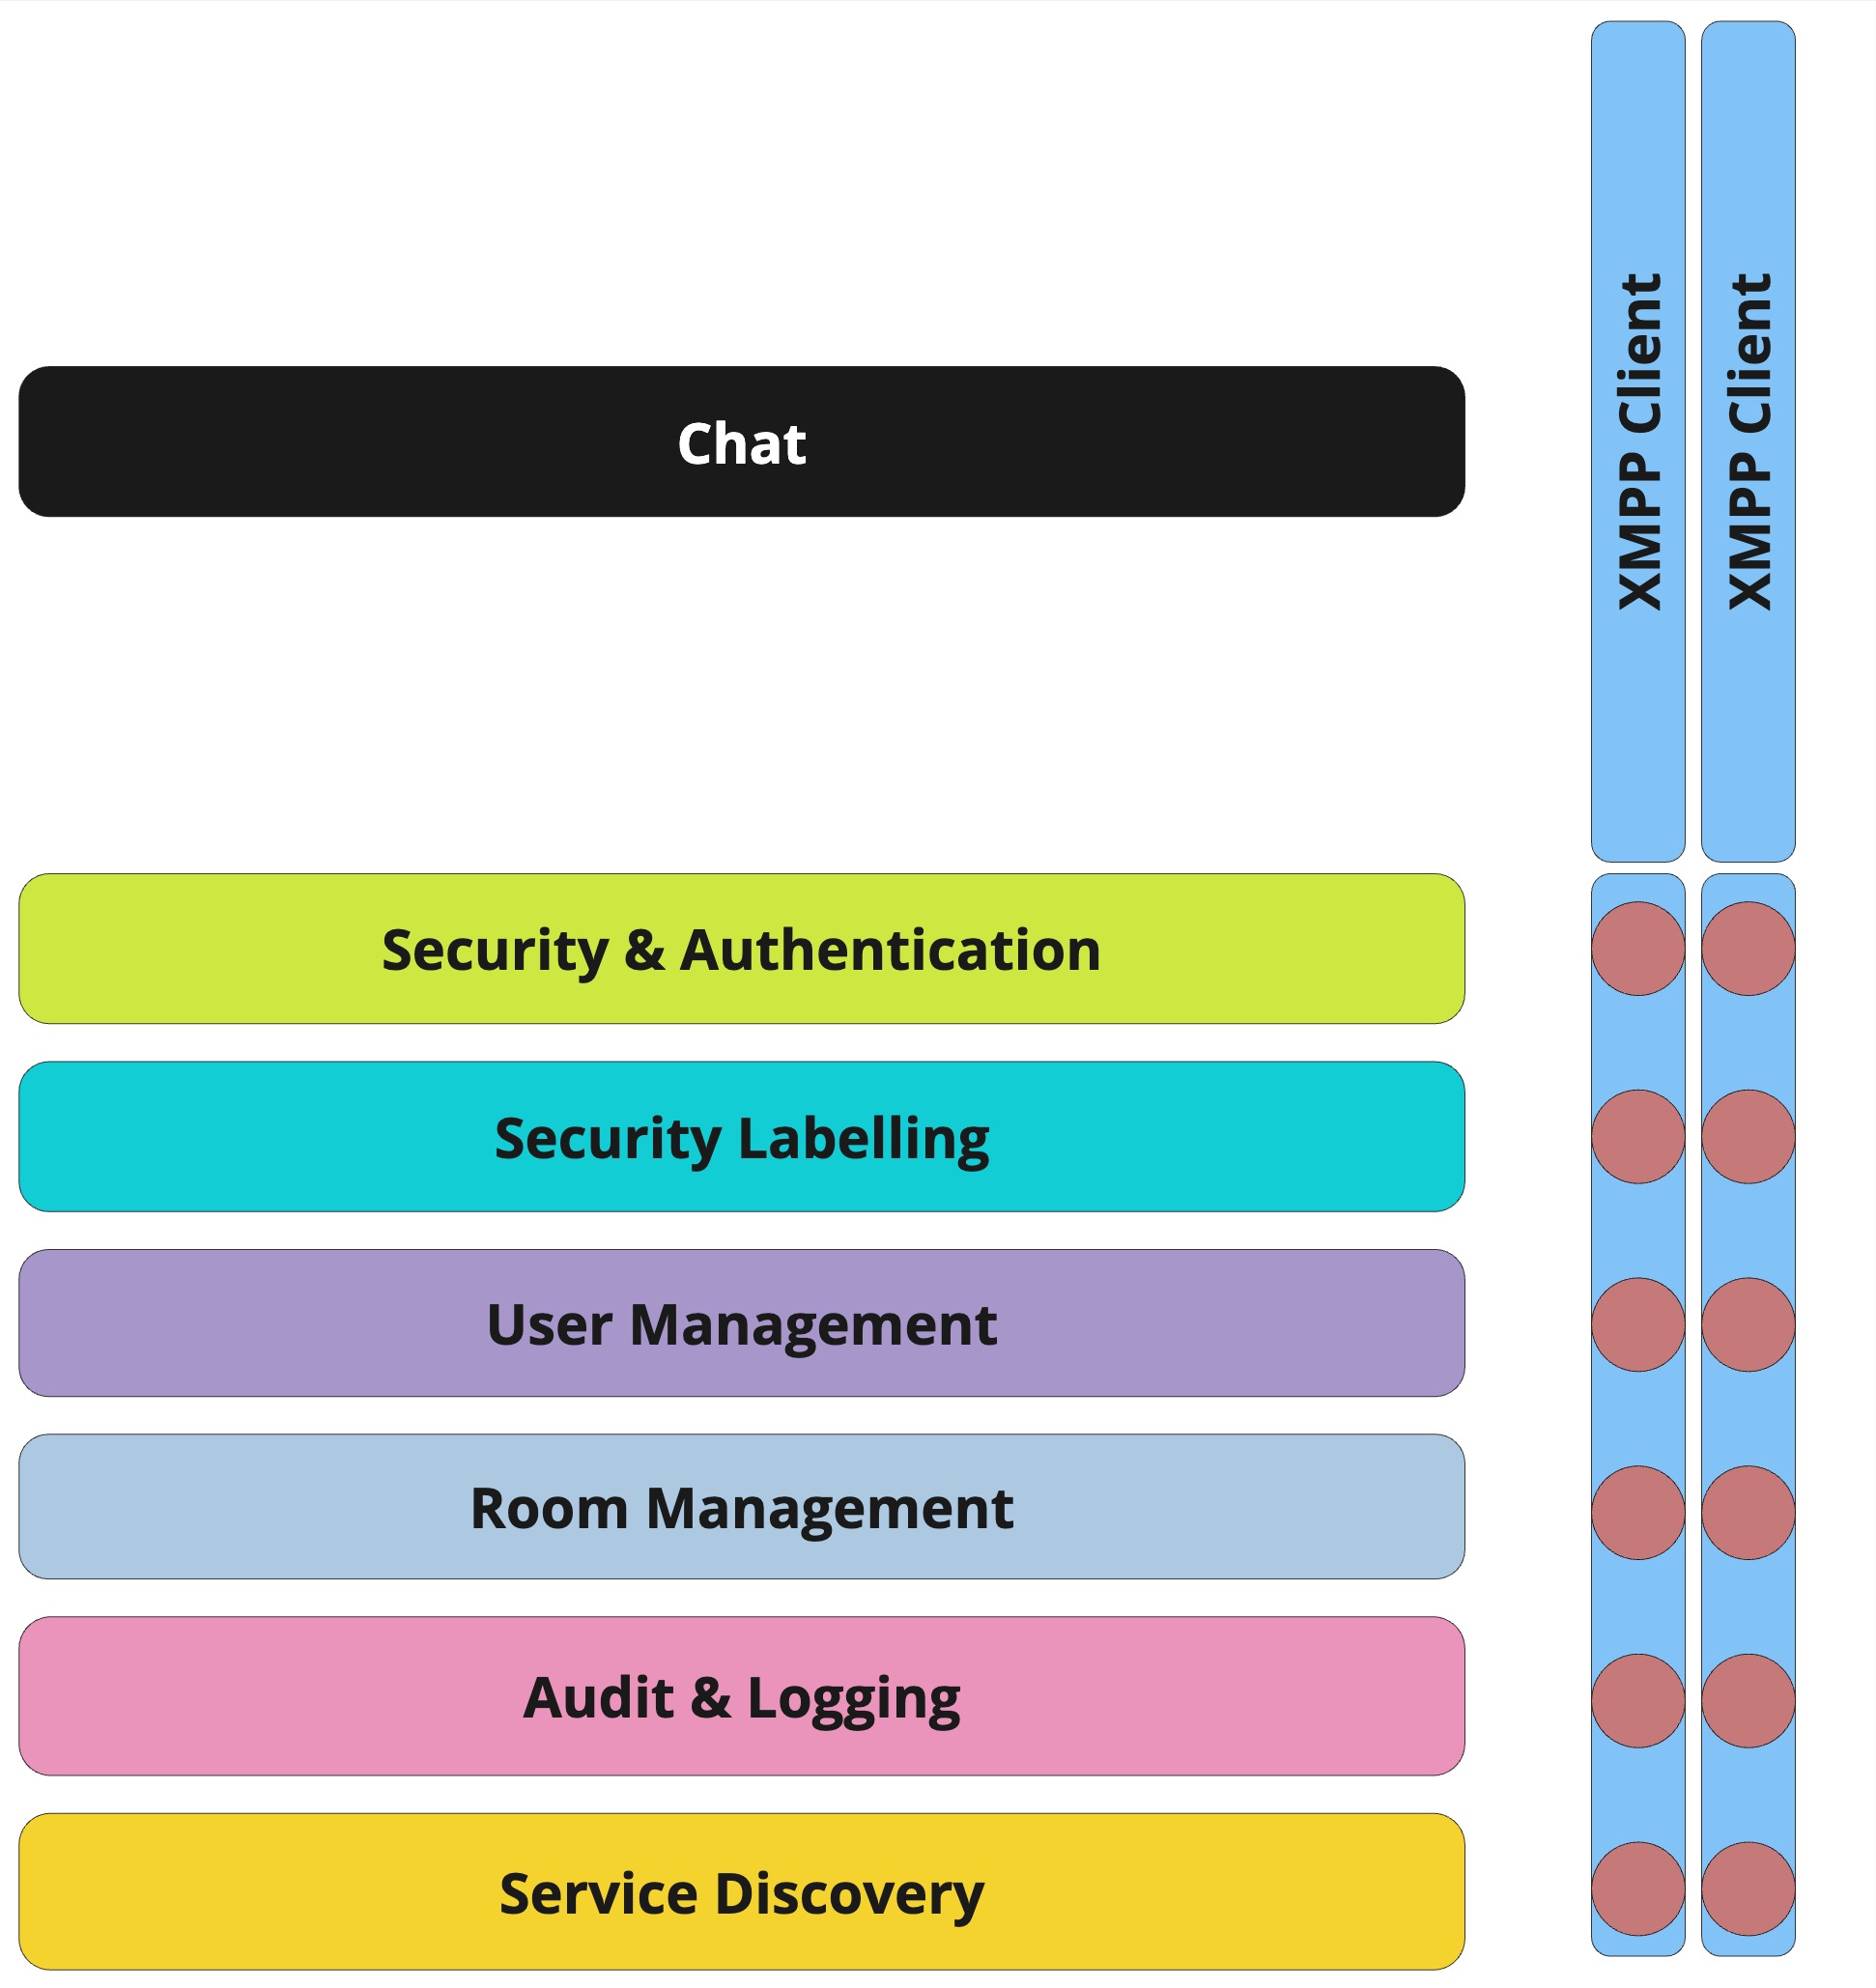 Chat
XMPP Client
XMPP Client
Security & Authentication
Security Labelling
User Management
Room Management
Audit & Logging
Service Discovery